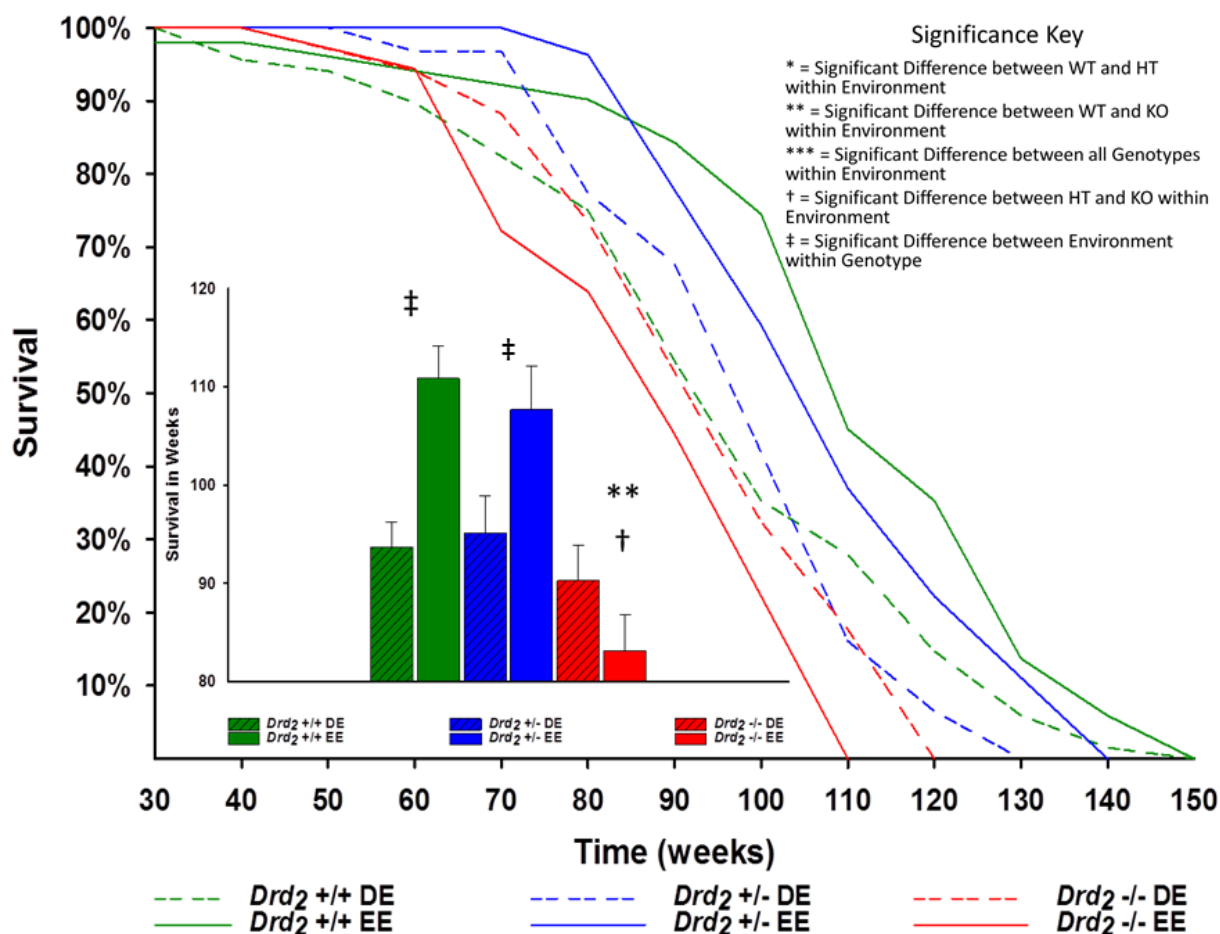 Survival
100%
90%
80%
70%
60%
50%
40%
30%
20%
10%
Significance Key
* = Significant Difference between WT and HT
within Environment
** = Significant Difference between WT and KO
within Environment
*** = Significant Difference between all Genotypes
within Environment
† = Significant Difference between HT and KO within
Environment
‡ = Significant Difference between Environment
within Genotype
Survival in Weeks
120
110
100
90
80
‡
‡
**
†
Drd2 +/+ DE
Drd2 +/+ EE
Drd2 +/- DE
Drd2 +/- EE
Drd2 -/- DE
Drd2 -/- EE
30 40 50 60 70 80 90 100 110 120 130 140 150
Time (weeks)
Drd2 +/+ DE
Drd2 +/+ EE
Drd2 +/- DE
Drd2 +/- EE
Drd2 -/- DE
Drd2 -/- EE